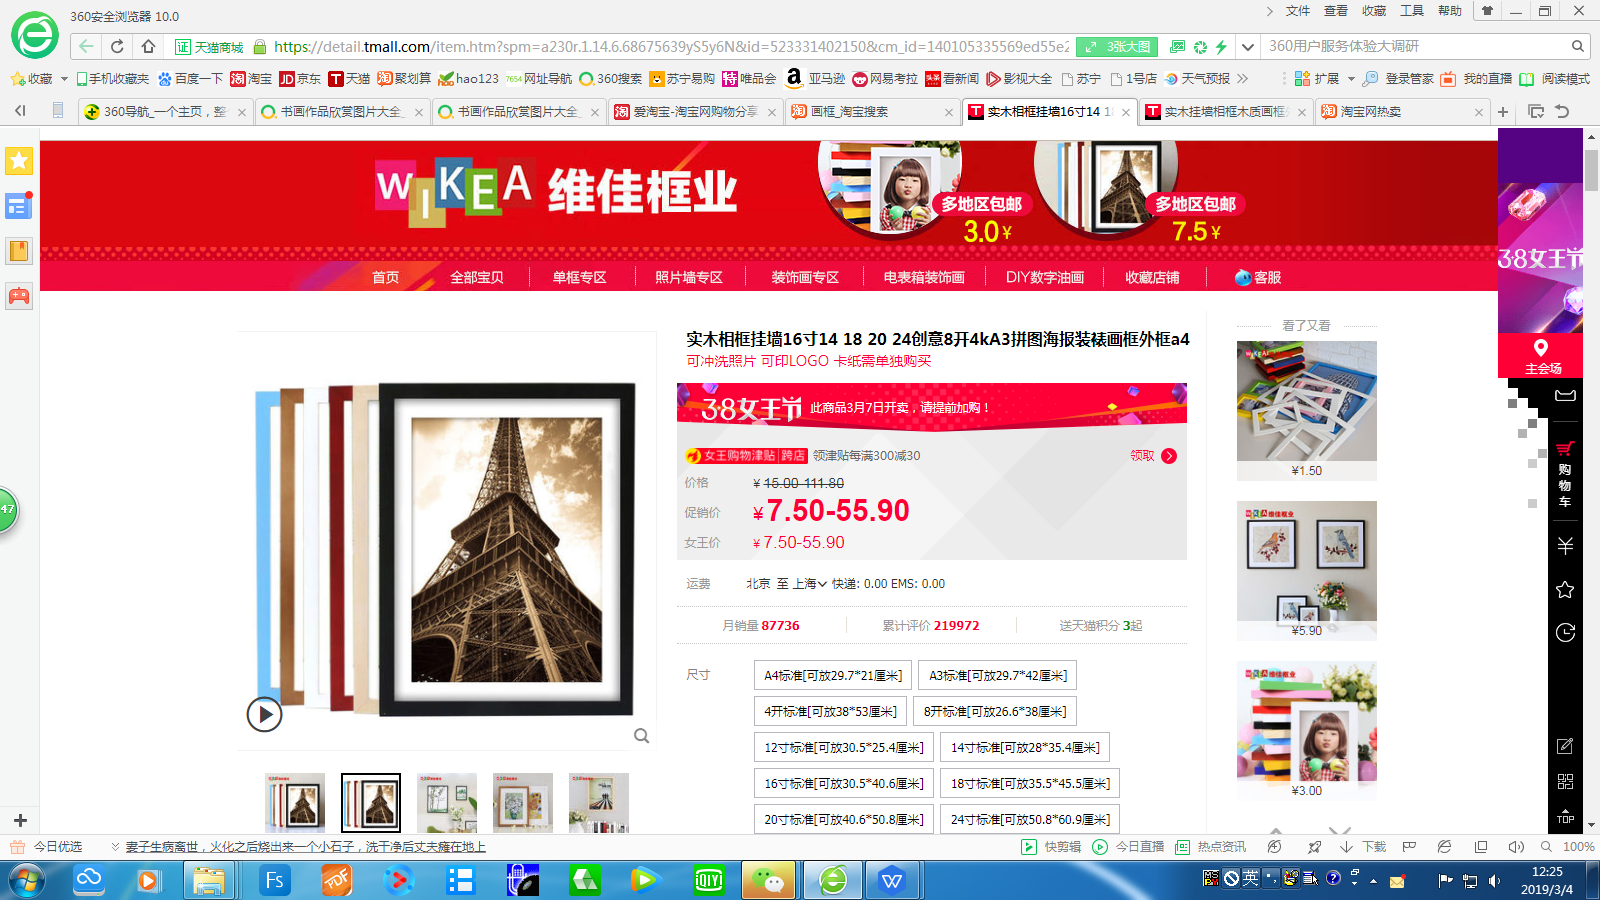 360安全浏览器 10.0
文件 查看 收藏 工具 帮助
证 天猫商城 https://detail.tmall.com/item.htm?spm=a230r.1.14.6.68675639yS5y6N&id=523331402150&cm_id=140105335569ed55e2 3张大图 360用户服务体验大调研
收藏 手机收藏夹 百度一下 淘宝 京东 天猫 聚划算 hao123 网址导航 360搜索 苏宁易购 唯品会 亚马逊 网易考拉 看新闻 影视大全 苏宁 1号店 天气预报 扩展 登录管家 我的直播 阅读模式
360导航_一个主页，整个 书画作品欣赏图片大全_ 书画作品欣赏图片大全_ 爱淘宝-淘宝网购物分享 画框_淘宝搜索 实木相框挂墙16寸14 18 实木挂墙相框木质画框外 淘宝网热卖
WIKEA 维佳框业
多地区包邮 3.0¥
多地区包邮 7.5¥
首页 全部宝贝 单框专区 照片墙专区 装饰画专区 电表箱装饰画 DIY数字油画 收藏店铺 客服
38女王节
主会场
购物车
TOP
实木相框挂墙16寸14 18 20 24创意8开4kA3拼图海报装裱画框外框a4
可冲洗照片 可印LOGO 卡纸需单独购买
38女王节 此商品3月7日开卖，请提前加购！
女王购物津贴 跨店 领津贴每满300减30 领取
价格 ¥ 15.00-111.80
促销价 ¥ 7.50-55.90
女王价 ¥ 7.50-55.90
运费 北京 至 上海 快递: 0.00 EMS: 0.00
月销量 87736 累计评价 219972 送天猫积分 3起
尺寸 A4标准[可放29.7*21厘米] A3标准[可放29.7*42厘米]
4开标准[可放38*53厘米] 8开标准[可放26.6*38厘米]
12寸标准[可放30.5*25.4厘米] 14寸标准[可放28*35.4厘米]
16寸标准[可放30.5*40.6厘米] 18寸标准[可放35.5*45.5厘米]
20寸标准[可放40.6*50.8厘米] 24寸标准[可放50.8*60.9厘米]
看了又看
¥1.50
WIKEA 维佳框业
¥5.90
WIKEA 维佳框业
¥3.00
47
今日优选 妻子生病离世，火化之后烧出来一个小石子，洗干净后丈夫瘫在地上
快剪辑 今日直播 热点资讯 下载 100%
Fs PDF iQIY 英
12:25
2019/3/4